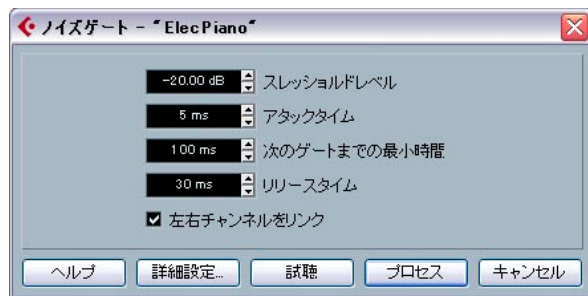 ノイズゲート - "ElecPiano"
-20.00 dB スレッショルドレベル
5 ms アタックタイム
100 ms 次のゲートまでの最小時間
30 ms リリースタイム
左右チャンネルをリンク
ヘルプ 詳細設定... 試聴 プロセス キャンセル